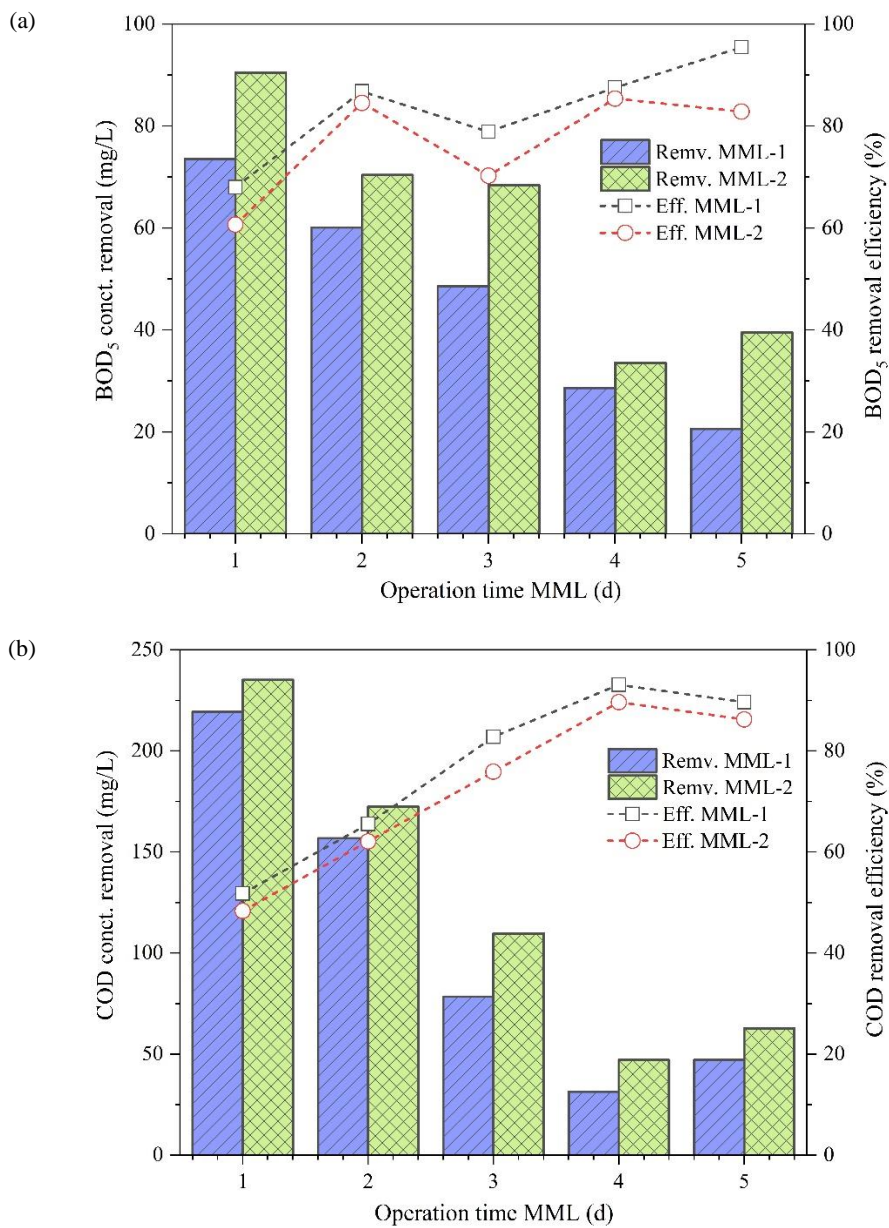 (a)
100
80
60
40
20
0
BOD₅ conct. removal (mg/L)
Remv. MML-1
Remv. MML-2
Eff. MML-1
Eff. MML-2
100
80
60
40
20
0
BOD₅ removal efficiency (%)
1 2 3 4 5
Operation time MML (d)
(b)
250
200
150
100
50
0
COD conct. removal (mg/L)
Remv. MML-1
Remv. MML-2
Eff. MML-1
Eff. MML-2
100
80
60
40
20
0
COD removal efficiency (%)
1 2 3 4 5
Operation time MML (d)